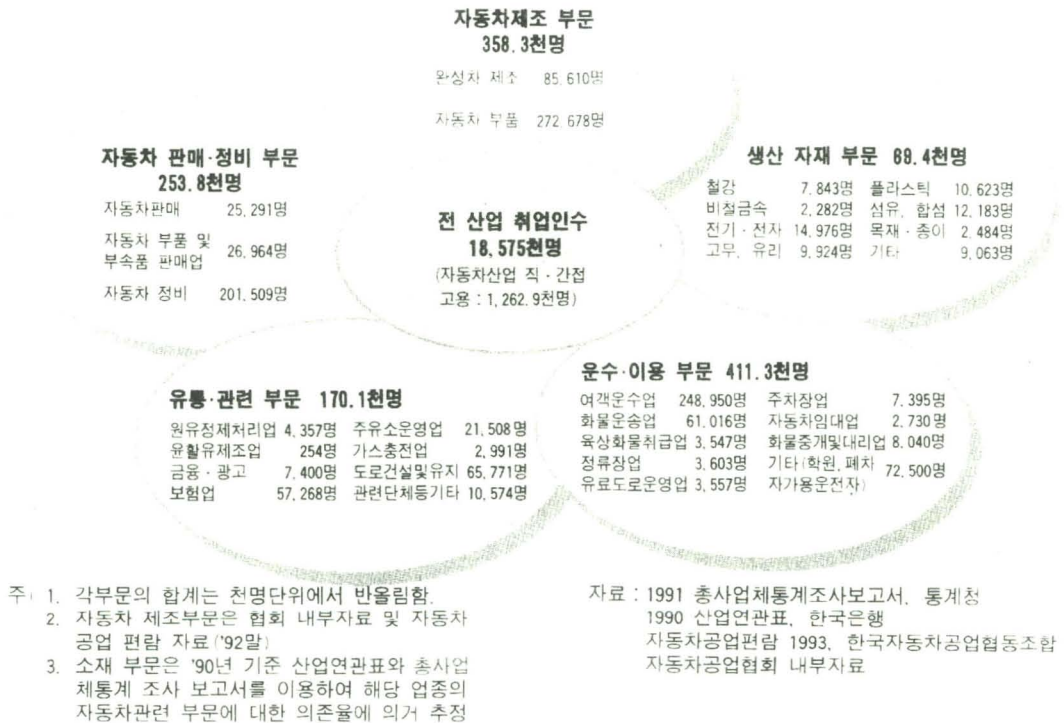 자동차제조 부문
358.3천명
완성차 제조 85,610명
자동차 부품 272,678명
자동차 판매·정비 부문
253.8천명
자동차판매 25,291명
자동차 부품 및
부속품 판매업 26,964명
자동차 정비 201,509명
생산 자재 부문 69.4천명
철강 7,843명 플라스틱 10,623명
비철금속 2,282명 섬유, 합섬 12,183명
전기·전자 14,976명 목재·종이 2,484명
고무, 유리 9,924명 기타 9,063명
전 산업 취업인수
18,575천명
(자동차산업 직·간접
고용 : 1,262.9천명)
유통·관련 부문 170.1천명
원유정제처리업 4,357명 주유소운영업 21,508명
윤활유제조업 254명 가스충전업 2,991명
금융·광고 7,400명 도로건설및유지 65,771명
보험업 57,268명 관련단체등기타 10,574명
운수·이용 부문 411.3천명
여객운수업 248,950명 주차장업 7,395명
화물운송업 61,016명 자동차임대업 2,730명
육상화물취급업 3,547명 화물중개및대리업 8,040명
정류장업 3,603명 기타(학원, 폐차 72,500명
유료도로운영업 3,557명 자가용운전자)
주) 1. 각부문의 합계는 천명단위에서 반올림함.
2. 자동차 제조부문은 협회 내부자료 및 자동차
공업 편람 자료('92말)
3. 소재 부문은 '90년 기준 산업연관표와 총사업
체통계 조사 보고서를 이용하여 해당 업종의
자동차관련 부문에 대한 의존율에 의거 추정
자료 : 1991 총사업체통계조사보고서, 통계청
1990 산업연관표, 한국은행
자동차공업편람 1993, 한국자동차공업협동조합
자동차공업협회 내부자료